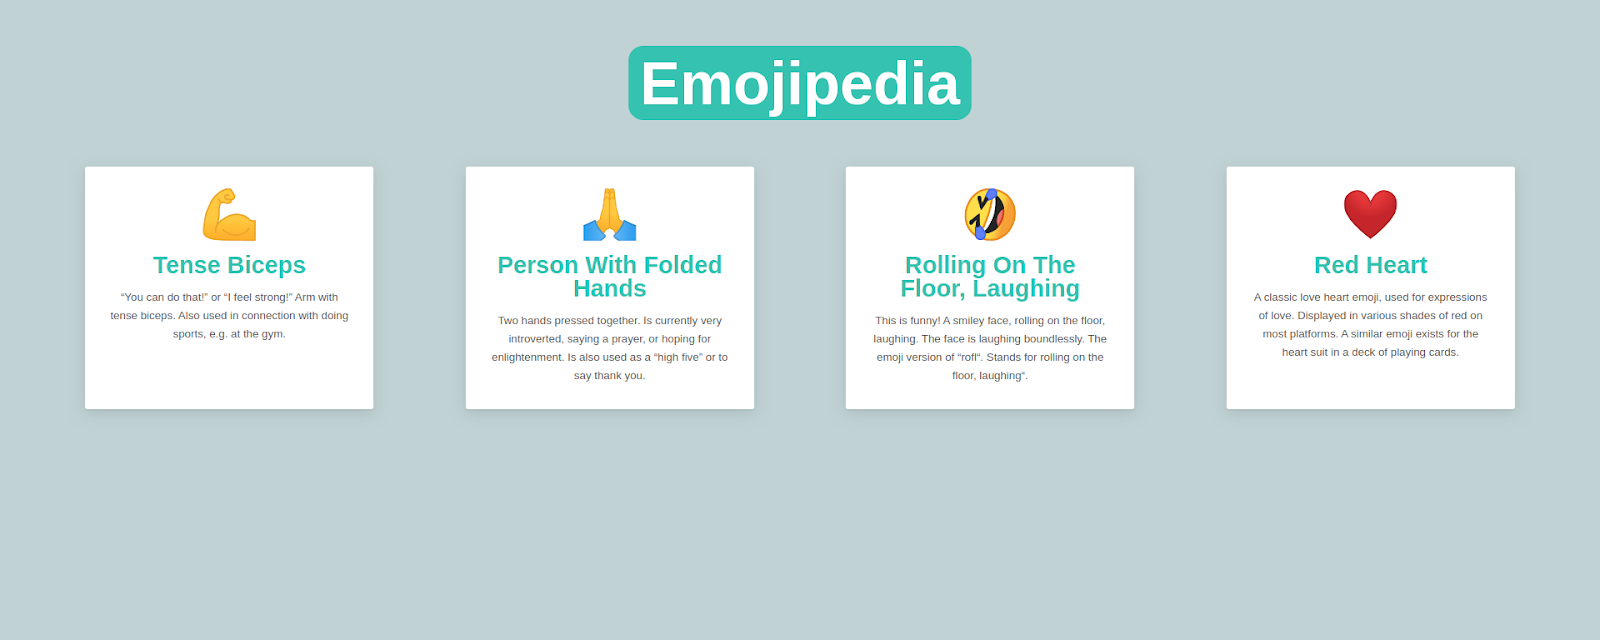 Emojipedia
Tense Biceps
“You can do that!” or “I feel strong!” Arm with
tense biceps. Also used in connection with doing
sports, e.g. at the gym.
Person With Folded
Hands
Two hands pressed together. Is currently very
introverted, saying a prayer, or hoping for
enlightenment. Is also used as a “high five” or to
say thank you.
Rolling On The
Floor, Laughing
This is funny! A smiley face, rolling on the floor,
laughing. The face is laughing boundlessly. The
emoji version of “rofl“. Stands for rolling on the
floor, laughing“.
Red Heart
A classic love heart emoji, used for expressions
of love. Displayed in various shades of red on
most platforms. A similar emoji exists for the
heart suit in a deck of playing cards.